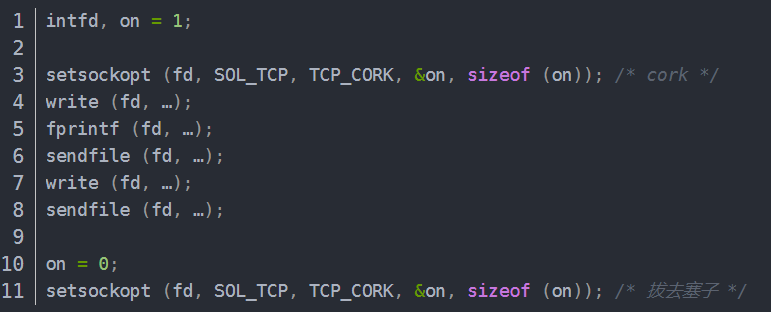 1 intfd, on = 1;
2
3 setsockopt (fd, SOL_TCP, TCP_CORK, &on, sizeof (on)); /* cork */
4 write (fd, …);
5 fprintf (fd, …);
6 sendfile (fd, …);
7 write (fd, …);
8 sendfile (fd, …);
9
10 on = 0;
11 setsockopt (fd, SOL_TCP, TCP_CORK, &on, sizeof (on)); /* 拔去塞子 */